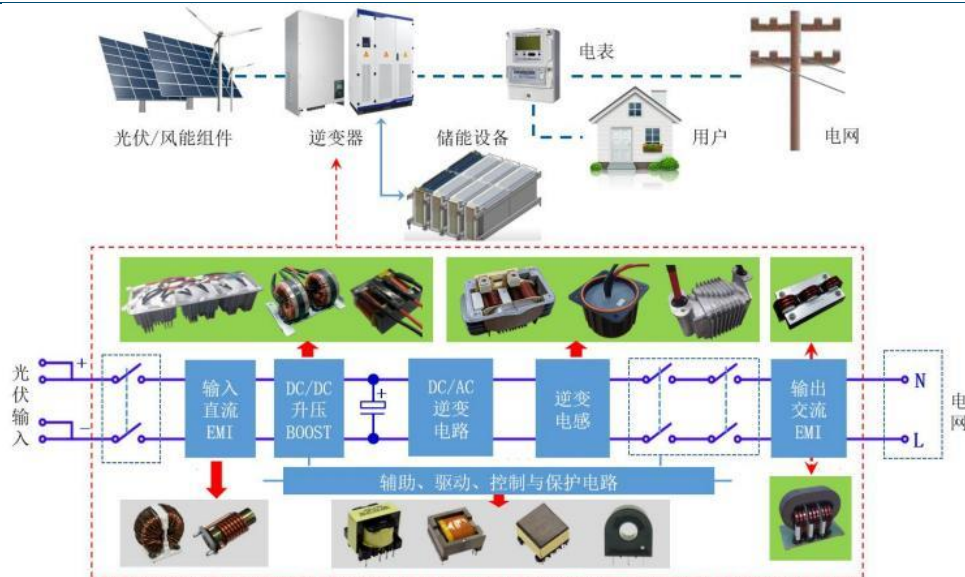 电表
光伏/风能组件
逆变器
储能设备
用户
电网
光伏输入
+
−
输入
直流
EMI
DC/DC
升压
BOOST
+
DC/AC
逆变
电路
逆变
电感
输出
交流
EMI
N
L
电网
辅助、驱动、控制与保护电路